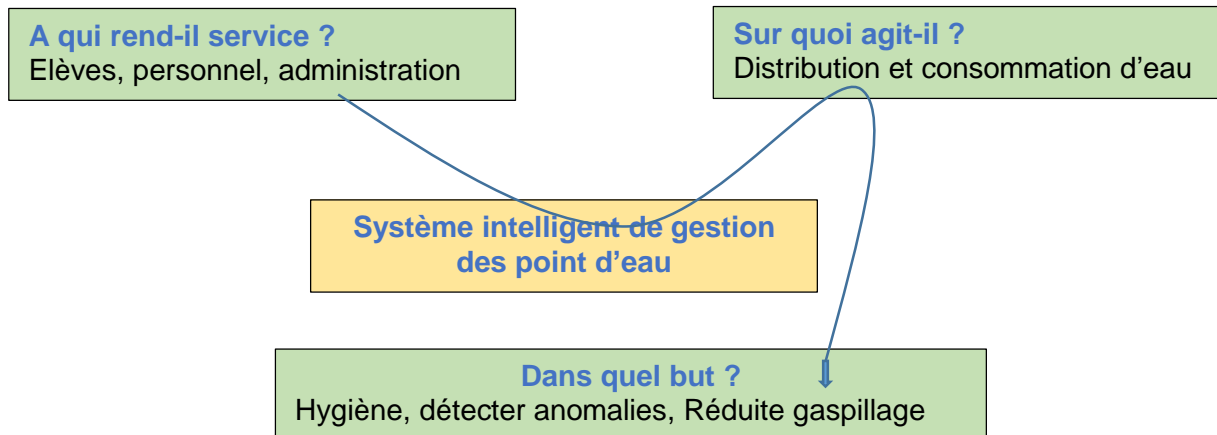 A qui rend-il service ?
Elèves, personnel, administration
Sur quoi agit-il ?
Distribution et consommation d’eau
Système intelligent de gestion
des point d’eau
Dans quel but ?
Hygiène, détecter anomalies, Réduite gaspillage